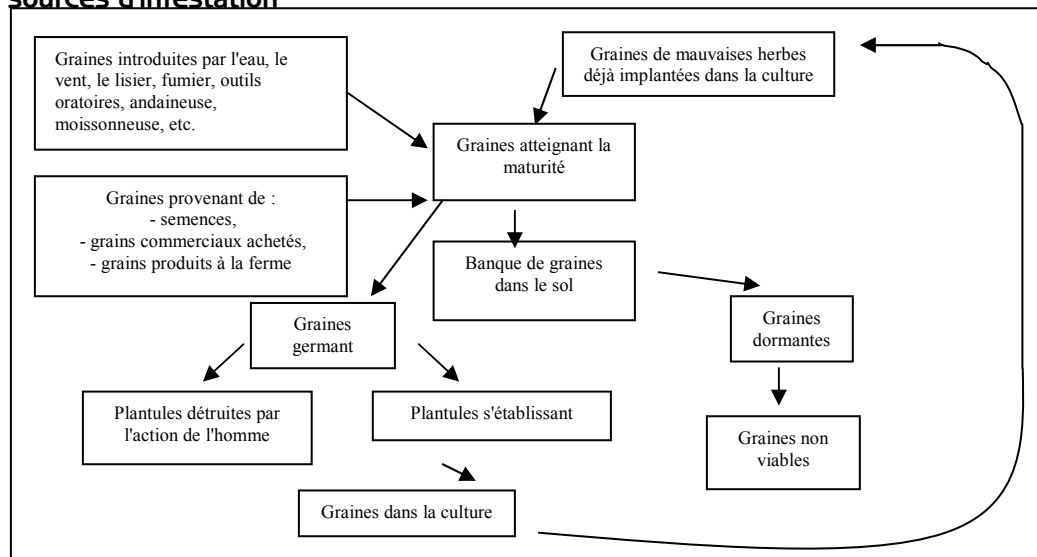 sources d'infestation
Graines introduites par l'eau, le
vent, le lisier, fumier, outils
oratoires, andaineuse,
moissonneuse, etc.
Graines de mauvaises herbes
déjà implantées dans la culture
Graines atteignant la
maturité
Graines provenant de :
- semences,
- grains commerciaux achetés,
- grains produits à la ferme
Banque de graines
dans le sol
Graines
germant
Graines
dormantes
Plantules détruites par
l'action de l'homme
Plantules s'établissant
Graines non
viables
Graines dans la culture